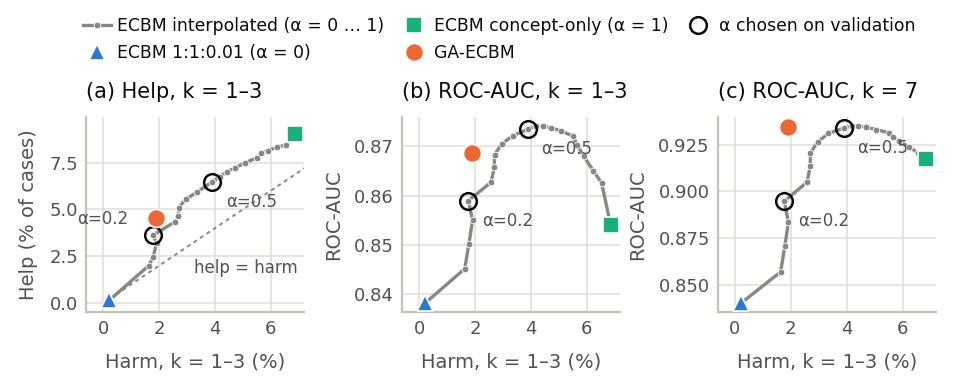 ECBM interpolated (α = 0 ... 1)
ECBM concept-only (α = 1)
α chosen on validation
ECBM 1:1:0.01 (α = 0)
GA-ECBM
(a) Help, k = 1–3
(b) ROC-AUC, k = 1–3
(c) ROC-AUC, k = 7
Help (% of cases)
7.5
5.0
2.5
0.0
α=0.2
α=0.5
help = harm
0
2
4
6
Harm, k = 1–3 (%)
ROC-AUC
0.87
0.86
0.85
0.84
α=0.5
α=0.2
0
2
4
6
Harm, k = 1–3 (%)
ROC-AUC
0.925
0.900
0.875
0.850
α=0.5
α=0.2
0
2
4
6
Harm, k = 1–3 (%)